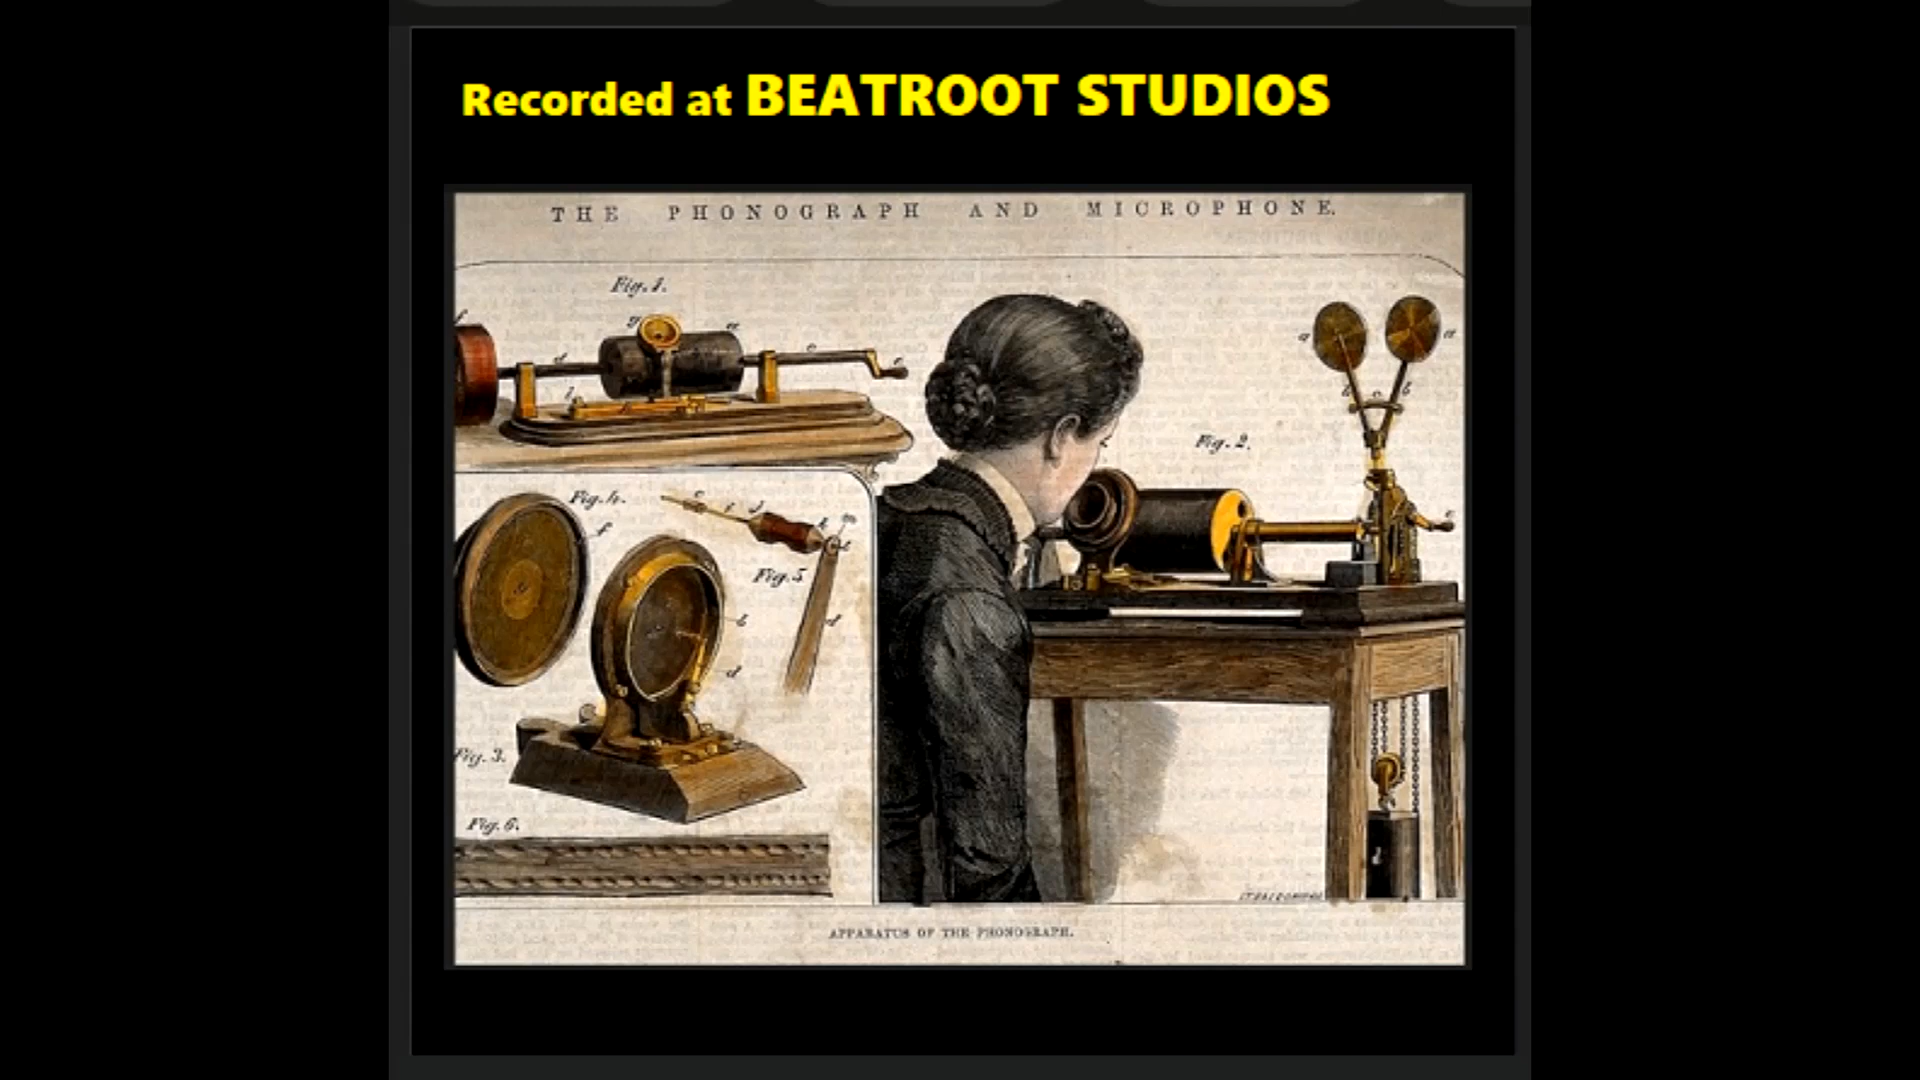 Recorded at BEATROOT STUDIOS
THE PHONOGRAPH AND MICROPHONE.
Fig. 1.
Fig. 2.
Fig. 4.
Fig. 5
Fig. 3.
Fig. 6.
APPARATUS OF THE PHONOGRAPH.